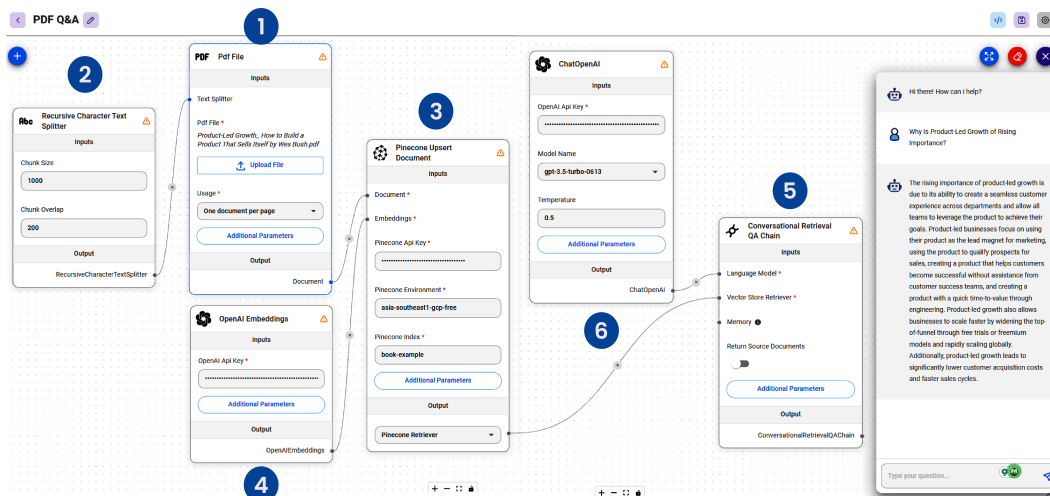 PDF Q&A
1
2
3
4
5
6
Abc
Recursive Character Text
Splitter
Inputs
Chunk Size
1000
Chunk Overlap
200
Output
RecursiveCharacterTextSplitter
PDF
Pdf File
Inputs
Text Splitter
Pdf File *
Product-Led Growth_ How to Build a
Product That Sells Itself by Wes Bush.pdf
Upload File
Usage *
One document per page
Additional Parameters
Output
Document
OpenAI Embeddings
Inputs
OpenAI Api Key *
Additional Parameters
Output
OpenAIEmbeddings
Pinecone Upsert
Document
Inputs
Document *
Embeddings *
Pinecone Api Key *
Pinecone Environment *
asia-southeast1-gcp-free
Pinecone Index *
book-example
Additional Parameters
Output
Pinecone Retriever
ChatOpenAI
Inputs
OpenAI Api Key *
Model Name
gpt-3.5-turbo-0613
Temperature
0.5
Additional Parameters
Output
ChatOpenAI
Conversational Retrieval
QA Chain
Inputs
Language Model *
Vector Store Retriever *
Memory
Return Source Documents
Additional Parameters
Output
ConversationalRetrievalQAChain
Hi there! How can I help?
Why Is Product-Led Growth of Rising
Importance?
The rising importance of product-led growth is
due to its ability to create a seamless customer
experience across departments and allow all
teams to leverage the product to achieve their
goals. Product-led businesses focus on using
their product as the lead magnet for marketing,
using the product to qualify prospects for
sales, creating a product that helps customers
become successful without assistance from
customer success teams, and creating a
product with a quick time-to-value through
engineering. Product-led growth also allows
businesses to scale faster by widening the top-
of-funnel through free trials or freemium
models and rapidly scaling globally.
Additionally, product-led growth leads to
significantly lower customer acquisition costs
and faster sales cycles.
Type your question...